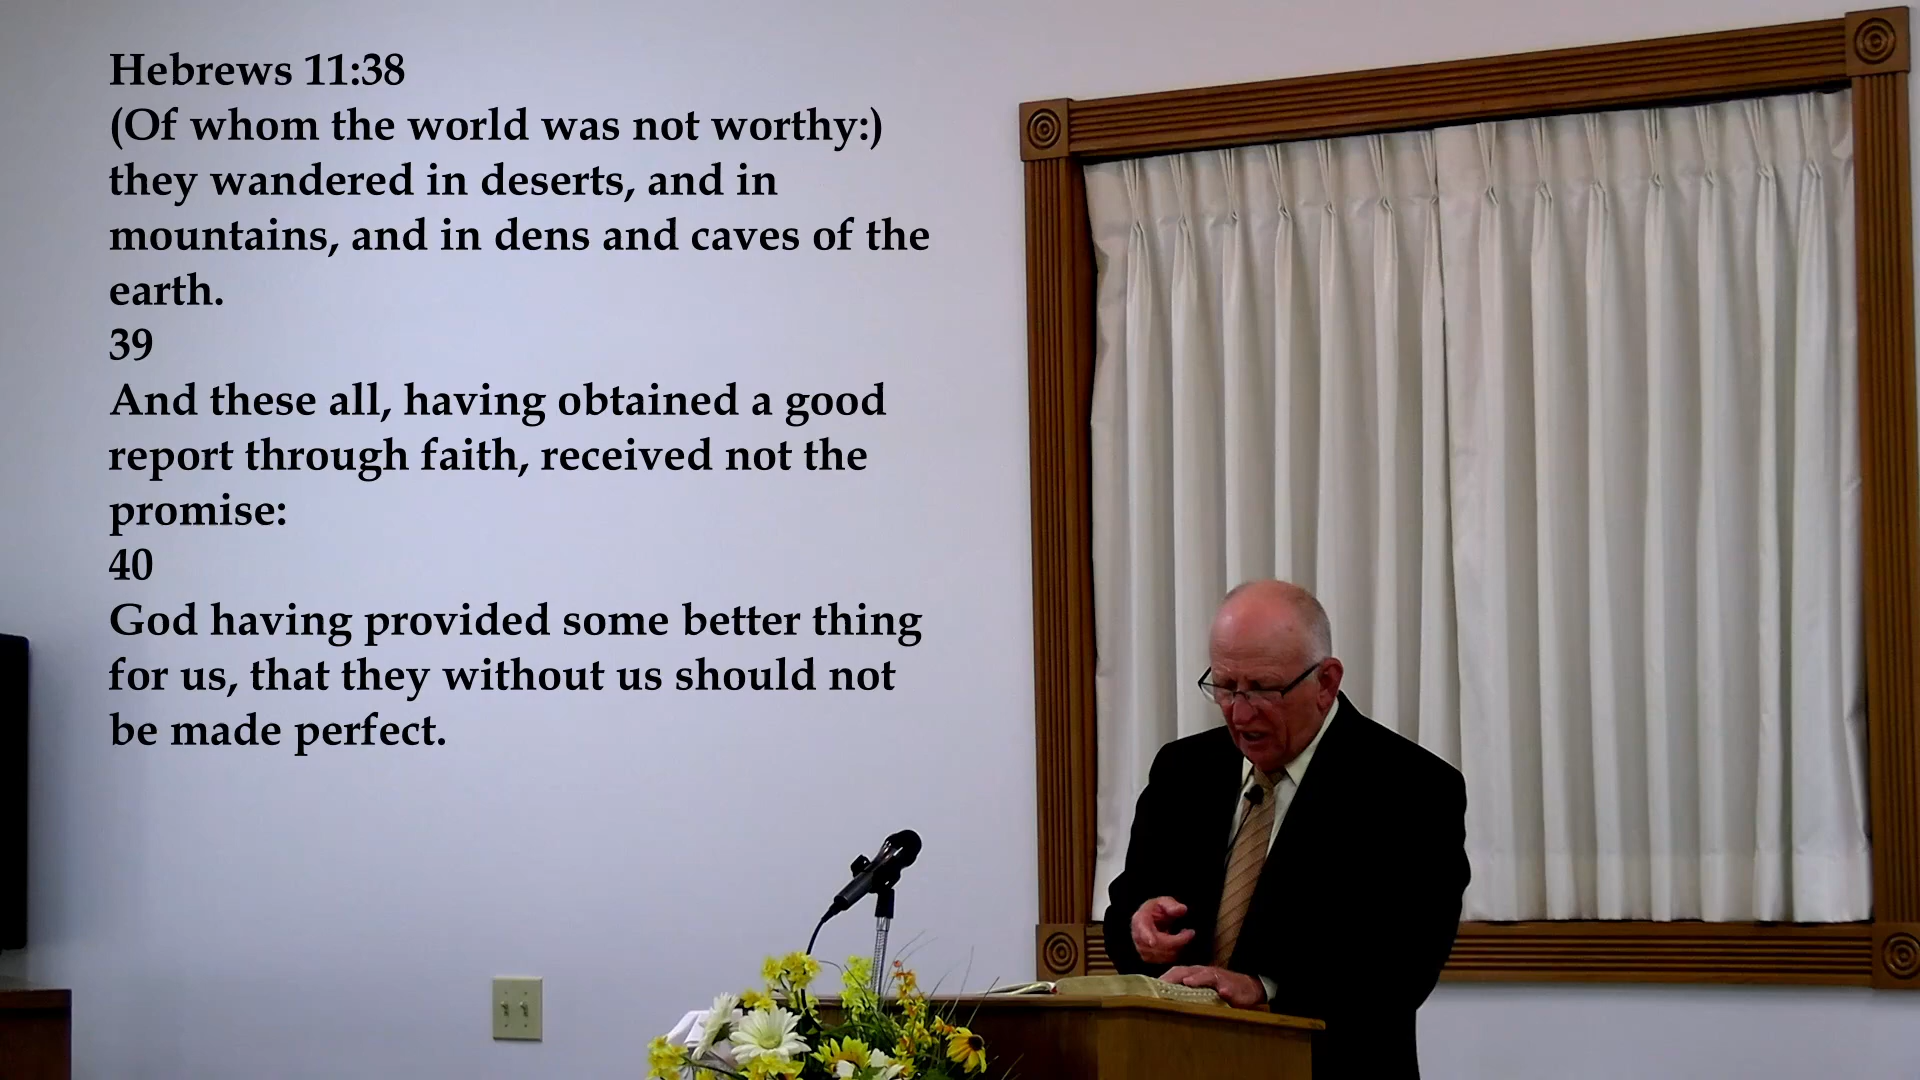 Hebrews 11:38
(Of whom the world was not worthy:)
they wandered in deserts, and in
mountains, and in dens and caves of the
earth.
39
And these all, having obtained a good
report through faith, received not the
promise:
40
God having provided some better thing
for us, that they without us should not
be made perfect.